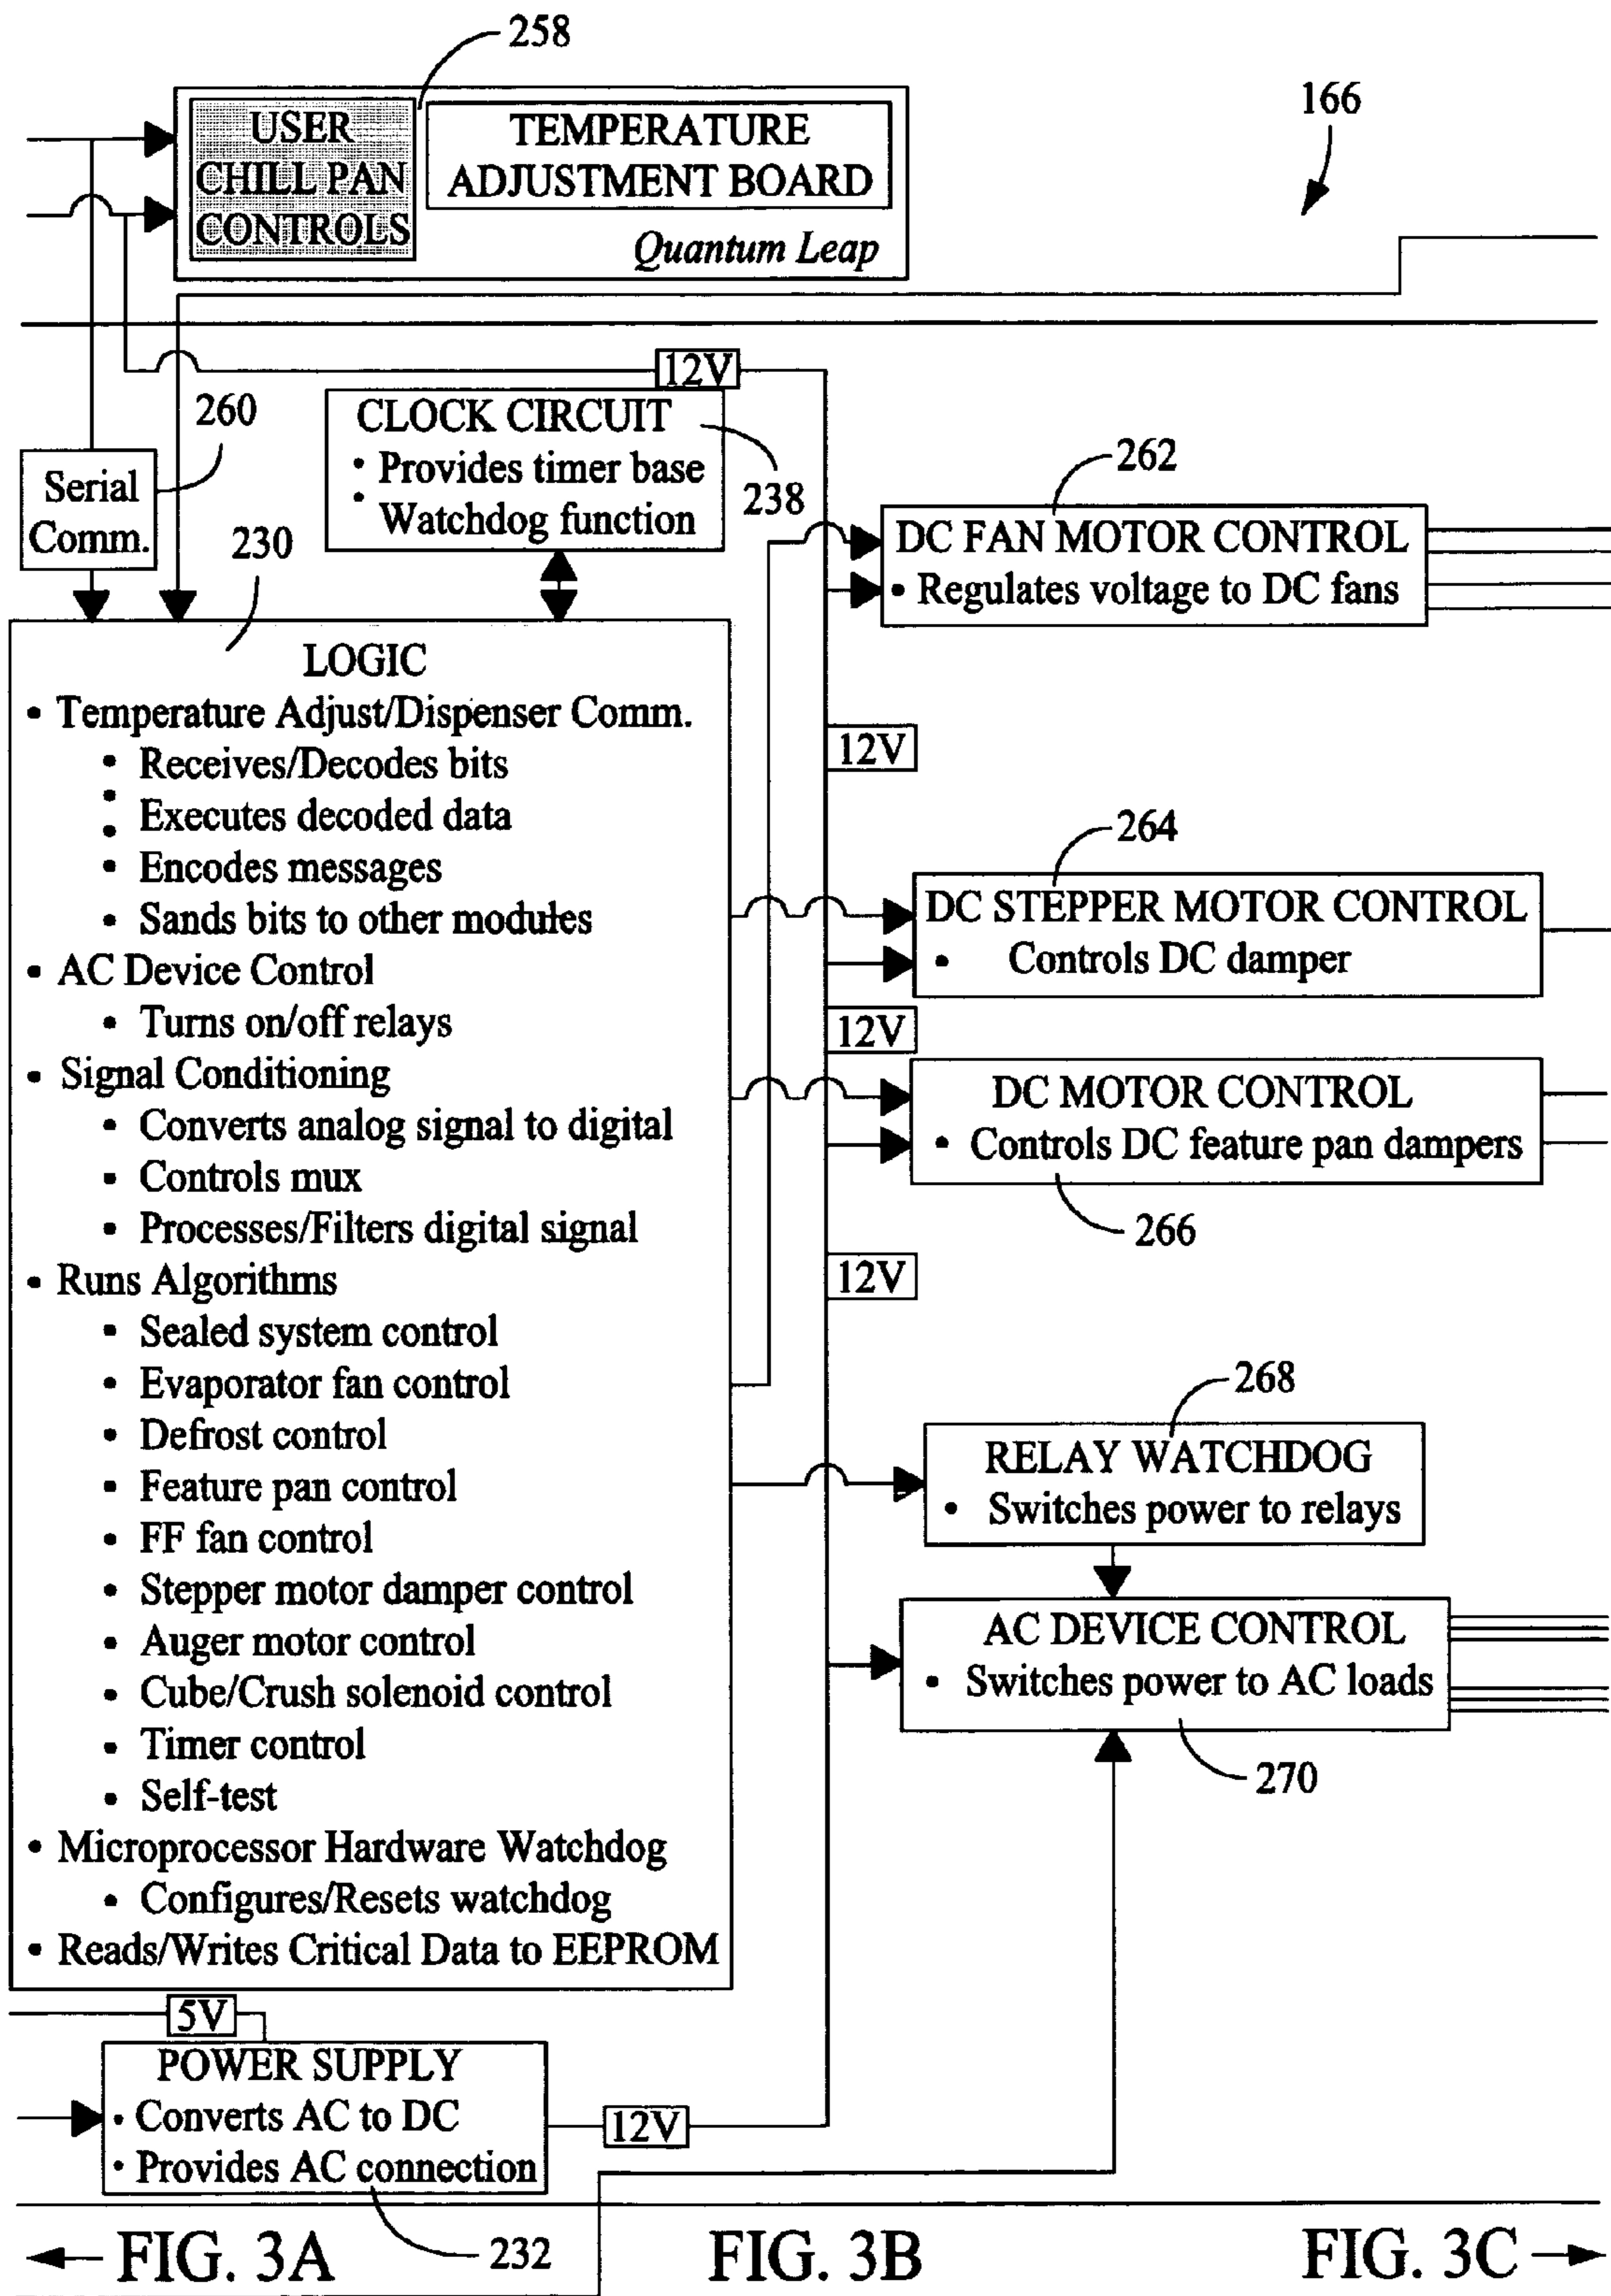 258
166
USER
CHILL PAN
CONTROLS
TEMPERATURE
ADJUSTMENT BOARD
Quantum Leap
12V
260
CLOCK CIRCUIT
• Provides timer base
• Watchdog function
238
Serial
Comm.
230
262
DC FAN MOTOR CONTROL
• Regulates voltage to DC fans
LOGIC
• Temperature Adjust/Dispenser Comm.
• Receives/Decodes bits
• Executes decoded data
• Encodes messages
• Sands bits to other modules
• AC Device Control
• Turns on/off relays
• Signal Conditioning
• Converts analog signal to digital
• Controls mux
• Processes/Filters digital signal
• Runs Algorithms
• Sealed system control
• Evaporator fan control
• Defrost control
• Feature pan control
• FF fan control
• Stepper motor damper control
• Auger motor control
• Cube/Crush solenoid control
• Timer control
• Self-test
• Microprocessor Hardware Watchdog
• Configures/Resets watchdog
• Reads/Writes Critical Data to EEPROM
12V
264
DC STEPPER MOTOR CONTROL
• Controls DC damper
12V
DC MOTOR CONTROL
• Controls DC feature pan dampers
266
12V
268
RELAY WATCHDOG
• Switches power to relays
AC DEVICE CONTROL
• Switches power to AC loads
270
5V
POWER SUPPLY
• Converts AC to DC
• Provides AC connection
12V
232
FIG. 3A
FIG. 3B
FIG. 3C